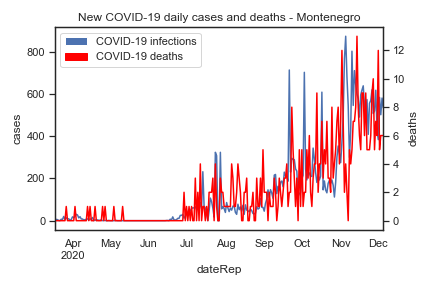 New COVID-19 daily cases and deaths - Montenegro
COVID-19 infections
COVID-19 deaths
800
600
400
200
0
cases
12
10
8
6
4
2
0
deaths
Apr May Jun Jul Aug Sep Oct Nov Dec
2020
dateRep